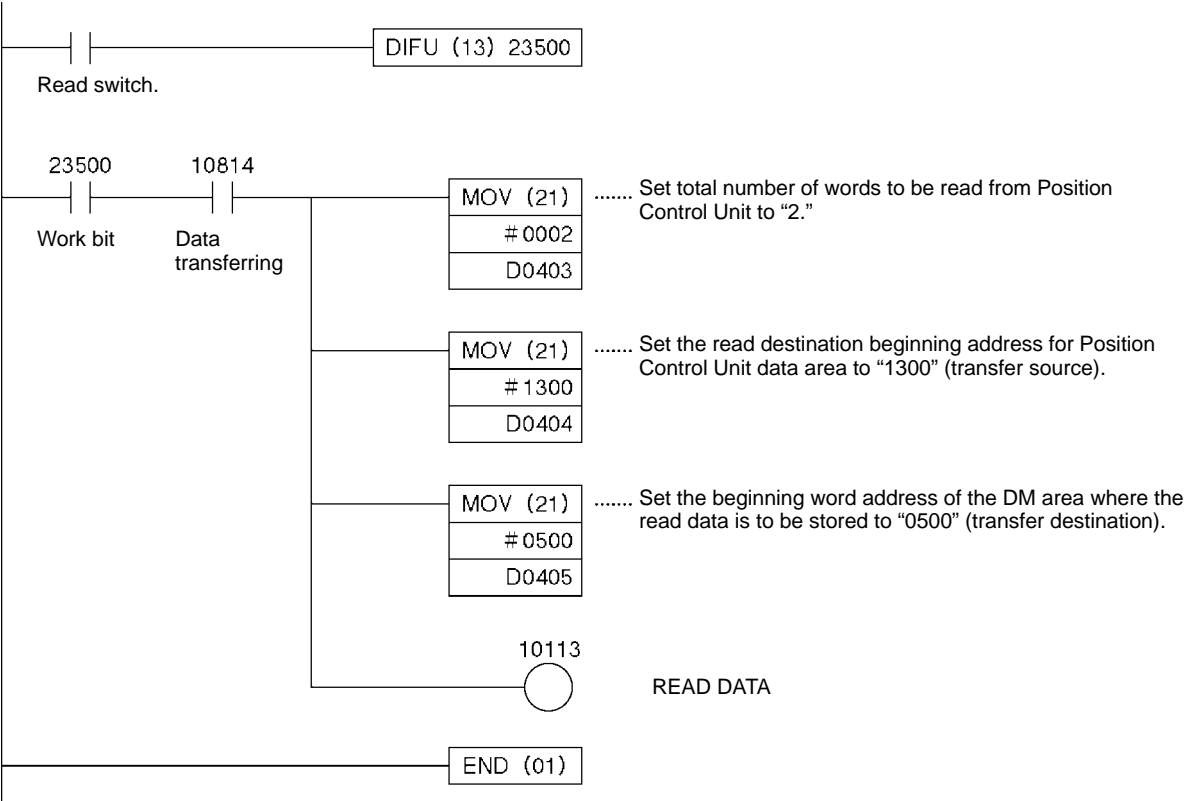 DIFU (13) 23500
Read switch.
23500
10814
MOV (21)
....... Set total number of words to be read from Position
Control Unit to “2.”
#0002
Work bit
Data
transferring
D0403
MOV (21)
....... Set the read destination beginning address for Position
Control Unit data area to “1300” (transfer source).
#1300
D0404
MOV (21)
....... Set the beginning word address of the DM area where the
read data is to be stored to “0500” (transfer destination).
#0500
D0405
10113
READ DATA
END (01)